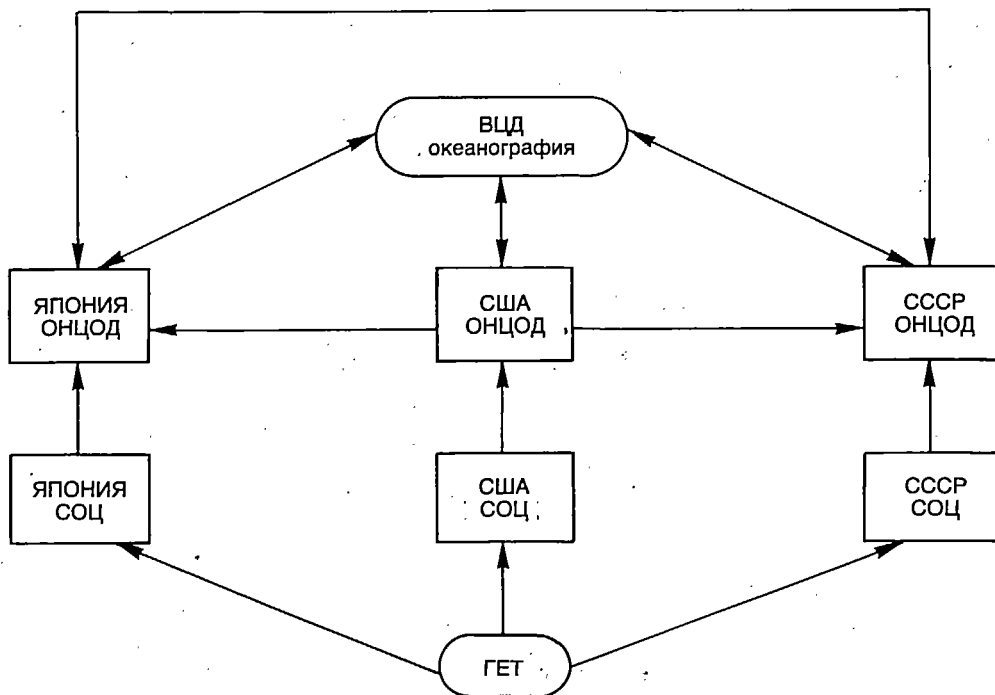 ВЦД
океанография
ЯПОНИЯ
ОНЦОД
США
ОНЦОД
СССР
ОНЦОД
ЯПОНИЯ
СОЦ
США
СОЦ
СССР
СОЦ
ГЕТ